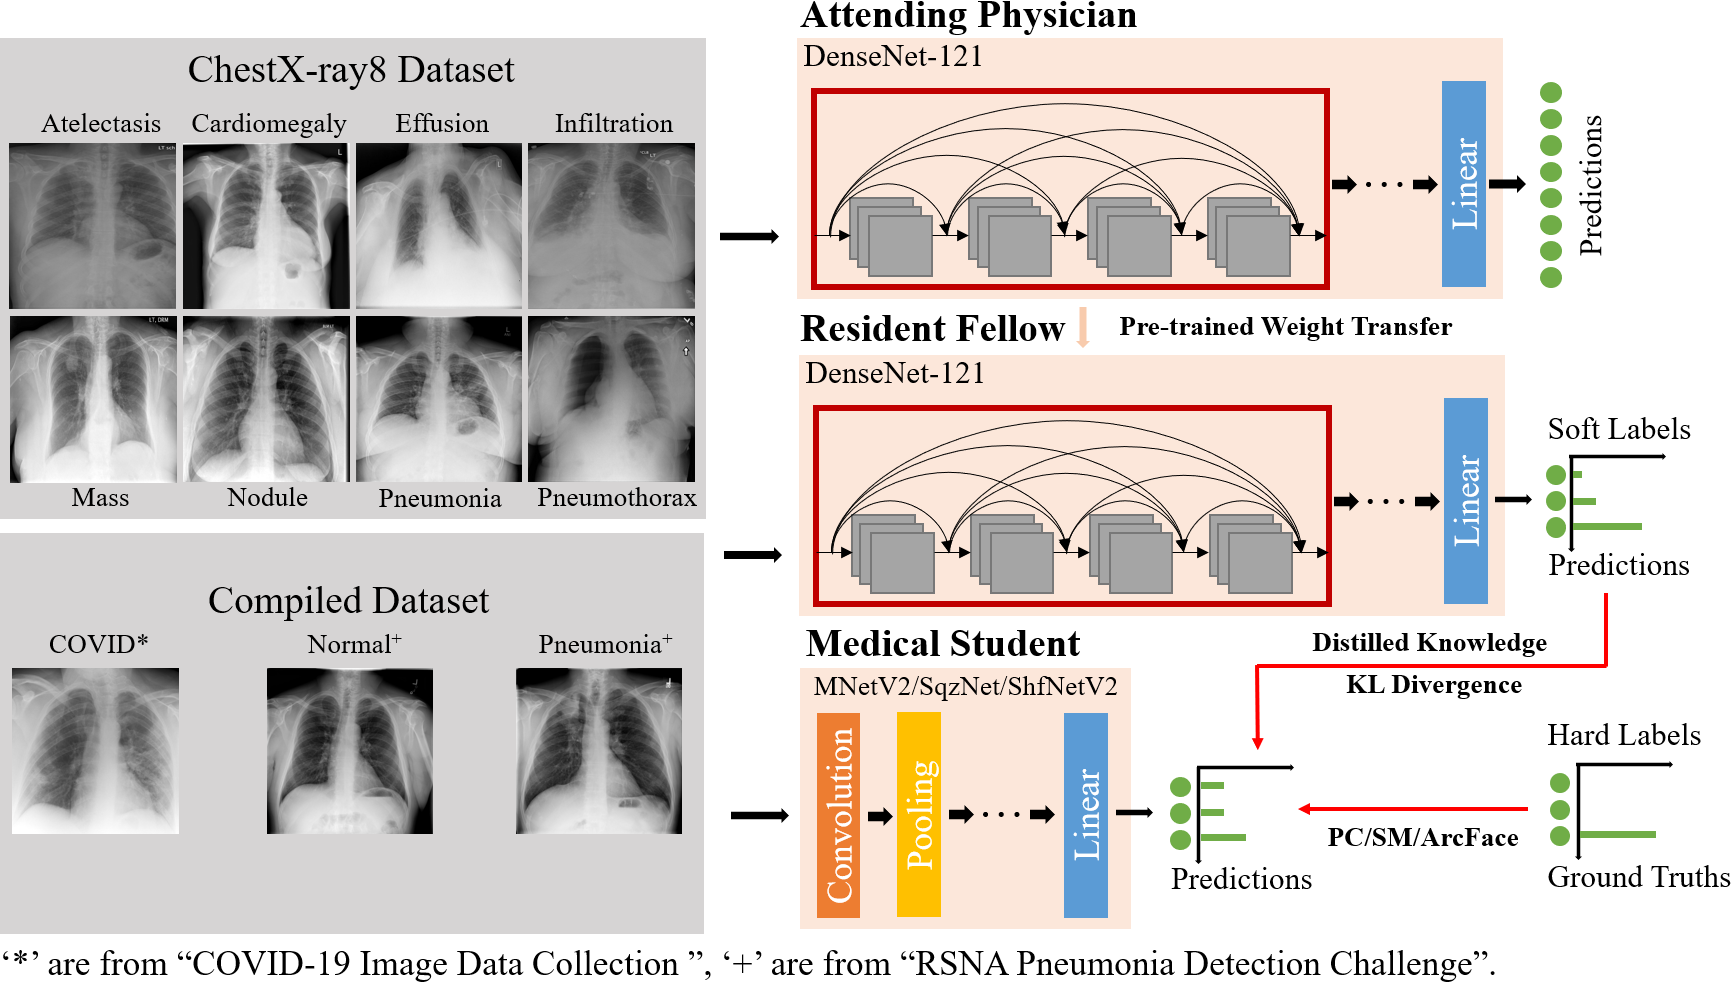 ChestX-ray8 Dataset
Atelectasis
Cardiomegaly
Effusion
Infiltration
Mass
Nodule
Pneumonia
Pneumothorax
Compiled Dataset
COVID*
Normal+
Pneumonia+
Attending Physician
DenseNet-121
Linear
Predictions
Resident Fellow
Pre-trained Weight Transfer
DenseNet-121
Linear
Soft Labels
Predictions
Medical Student
Distilled Knowledge
KL Divergence
MNetV2/SqzNet/ShfNetV2
Convolution
Pooling
Linear
Predictions
Hard Labels
PC/SM/ArcFace
Ground Truths
‘*’ are from “COVID-19 Image Data Collection ”, ‘+’ are from “RSNA Pneumonia Detection Challenge”.